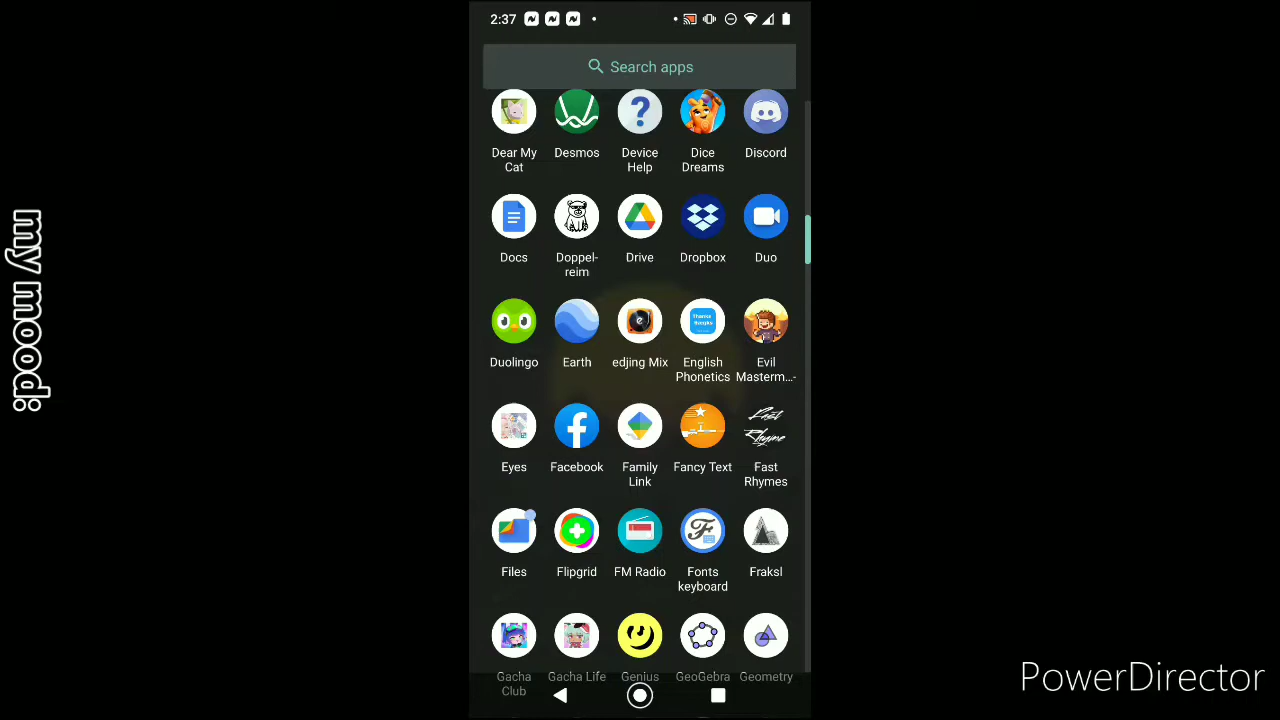 2:37
Search apps
Dear My
Cat
Desmos
Device
Help
Dice
Dreams
Discord
Docs
Doppel-
reim
Drive
Dropbox
Duo
Duolingo
Earth
edjing Mix
English
Phonetics
Evil
Masterm...
Eyes
Facebook
Family
Link
Fancy Text
Fast
Rhymes
Fast
Rhyme
Files
Flipgrid
FM Radio
Fonts
keyboard
Fraksl
Gacha
Club
Gacha Life
Genius
GeoGebra
Geometry
my mood:
PowerDirector